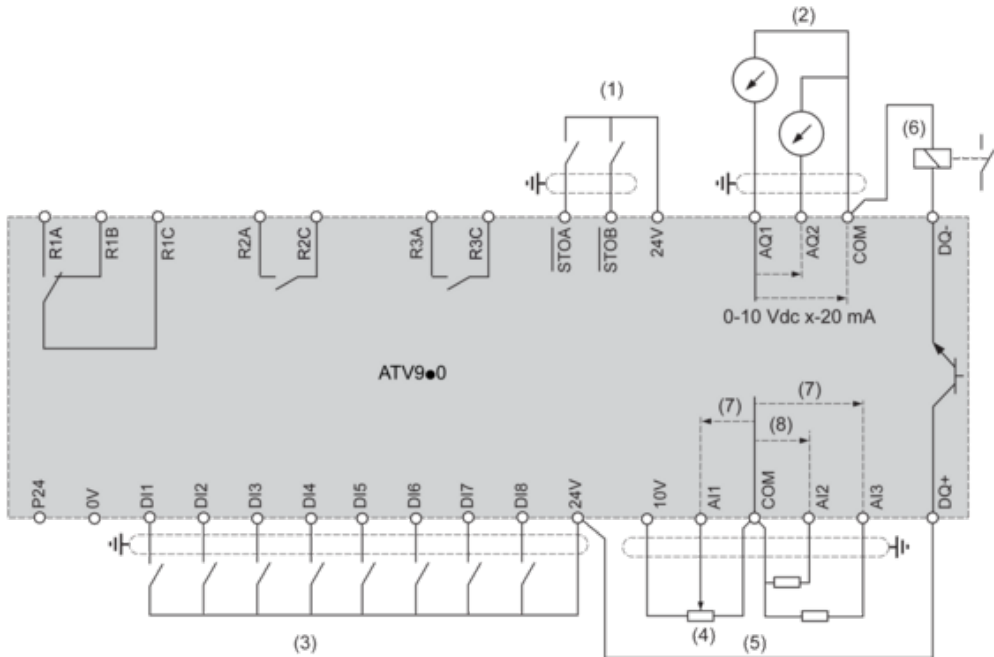 (2)
(1)
(6)
R1A R1B R1C R2A R2C R3A R3C STOA STOB 24V AQ1 AQ2 COM DQ-
0-10 Vdc x-20 mA
ATV9●0
(7)
(7)
(8)
P24 0V DI1 DI2 DI3 DI4 DI5 DI6 DI7 DI8 24V 10V AI1 COM AI2 AI3 DQ+
(3) (4) (5)